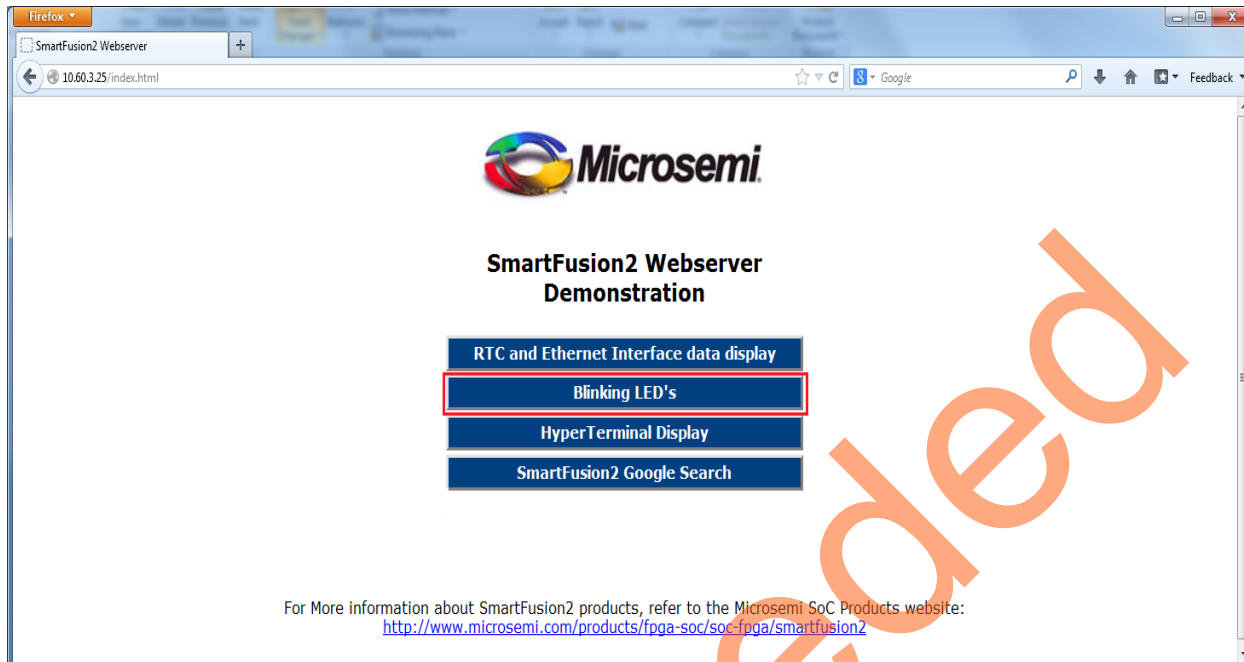 Firefox
SmartFusion2 Webserver
10.60.3.25/index.html
Google
Feedback
Microsemi.
SmartFusion2 Webserver
Demonstration
RTC and Ethernet Interface data display
Blinking LED's
HyperTerminal Display
SmartFusion2 Google Search
For More information about SmartFusion2 products, refer to the Microsemi SoC Products website:
http://www.microsemi.com/products/fpga-soc/soc-fpga/smartfusion2
ded